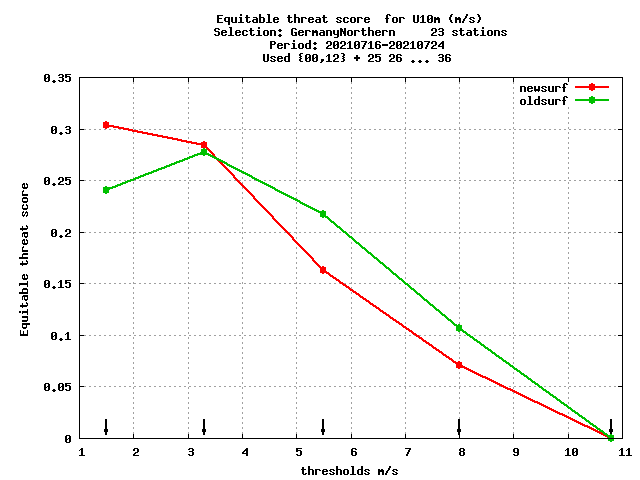 Equitable threat score  for U10m (m/s)
Selection: GermanyNorthern     23 stations
Period: 20210716-20210724
Used {00,12} + 25 26 ... 36
newsurf
oldsurf
Equitable threat score
0.35
0.3
0.25
0.2
0.15
0.1
0.05
0
1 2 3 4 5 6 7 8 9 10 11
thresholds m/s